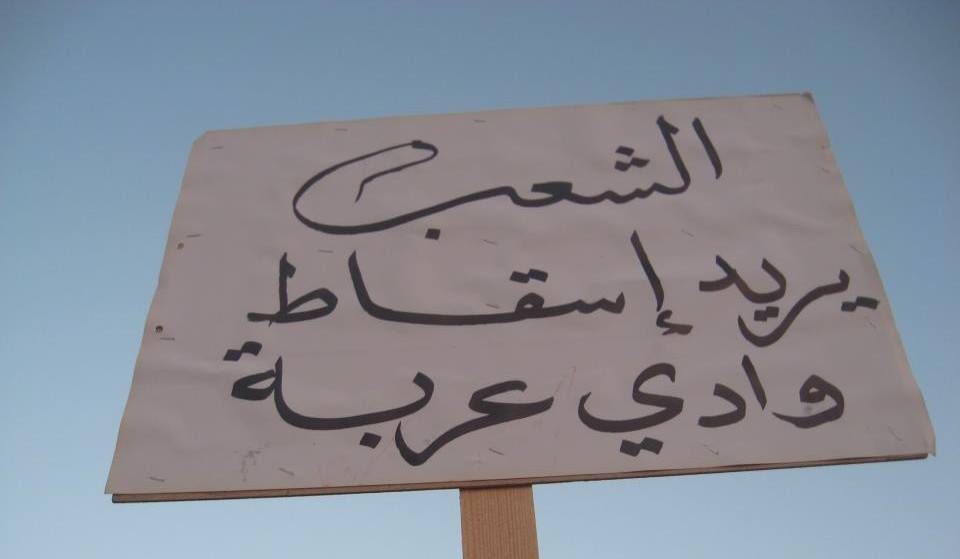 الشعب
يريد إسقاط
وادي عربة